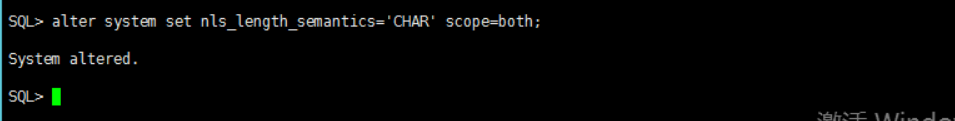 SQL> alter system set nls_length_semantics='CHAR' scope=both;
System altered.
SQL>